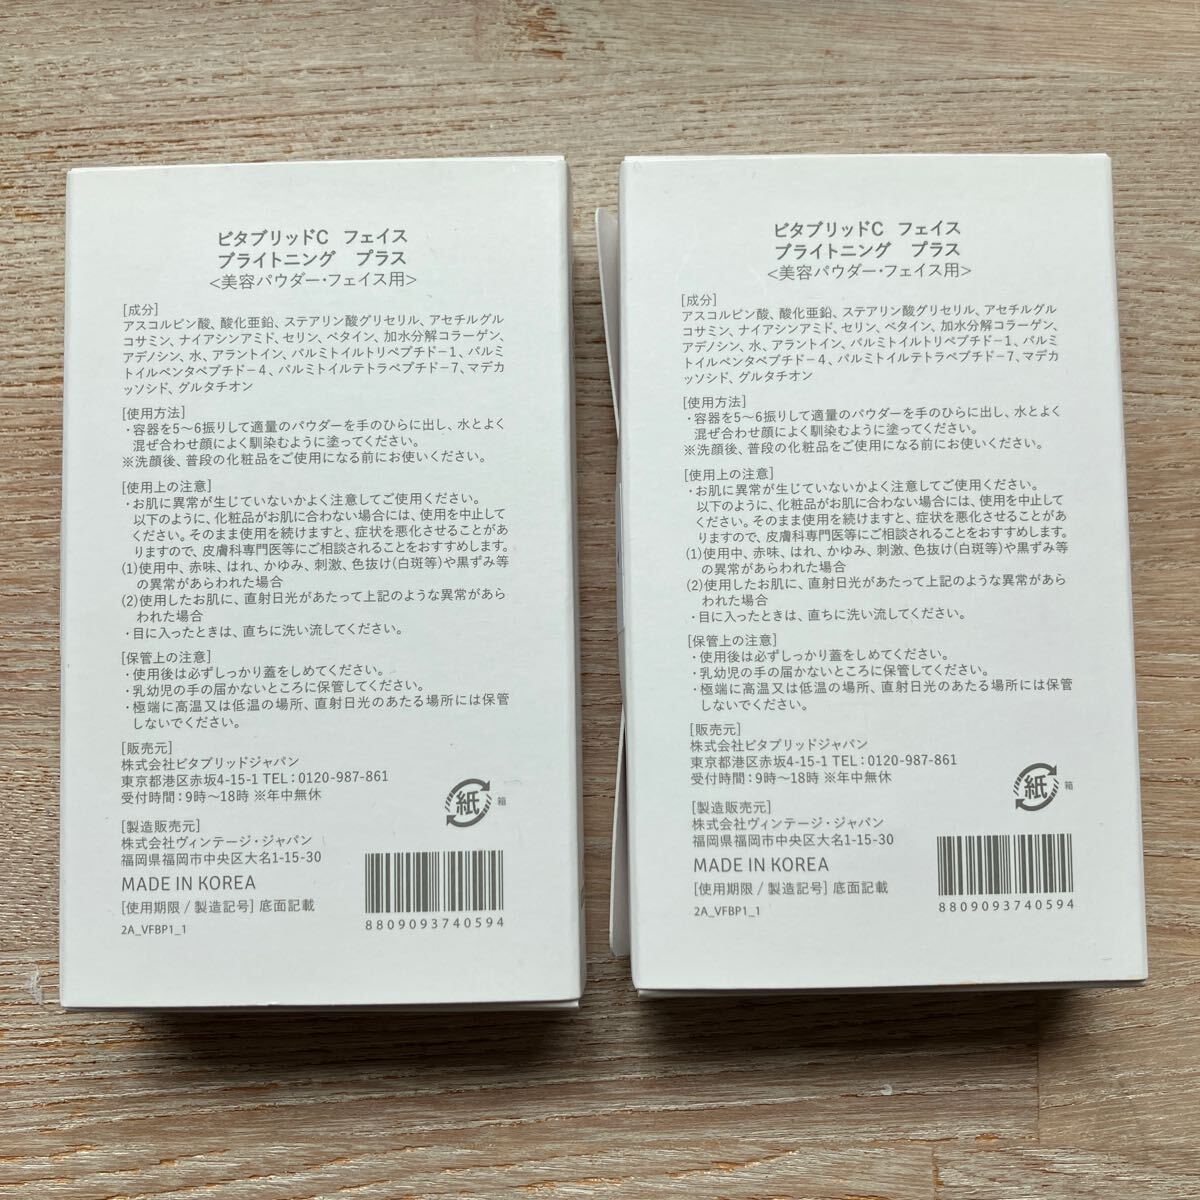 ビタブリッドC フェイス
ブライトニング プラス
<美容パウダー・フェイス用>
[成分]
アスコルビン酸、酸化亜鉛、ステアリン酸グリセリル、アセチルグル
コサミン、ナイアシンアミド、セリン、ベタイン、加水分解コラーゲン、
アデノシン、水、アラントイン、パルミトイルトリペプチド－1、パルミ
トイルペンタペプチド－4、パルミトイルテトラペプチド－7、マデカ
ッソシド、グルタチオン
[使用方法]
・容器を5〜6振りして適量のパウダーを手のひらに出し、水とよく
混ぜ合わせ顔によく馴染むように塗ってください。
※洗顔後、普段の化粧品をご使用になる前にお使いください。
[使用上の注意]
・お肌に異常が生じていないかよく注意してご使用ください。
以下のように、化粧品がお肌に合わない場合には、使用を中止して
ください。そのまま使用を続けますと、症状を悪化させることがあ
りますので、皮膚科専門医等にご相談されることをおすすめします。
(1)使用中、赤味、はれ、かゆみ、刺激、色抜け(白斑等)や黒ずみ等
の異常があらわれた場合
(2)使用したお肌に、直射日光があたって上記のような異常があら
われた場合
・目に入ったときは、直ちに洗い流してください。
[保管上の注意]
・使用後は必ずしっかり蓋をしめてください。
・乳幼児の手の届かないところに保管してください。
・極端に高温又は低温の場所、直射日光のあたる場所には保管
しないでください。
[販売元]
株式会社ビタブリッドジャパン
東京都港区赤坂4-15-1 TEL：0120-987-861
受付時間：9時〜18時 ※年中無休
紙 箱
[製造販売元]
株式会社ヴィンテージ・ジャパン
福岡県福岡市中央区大名1-15-30
MADE IN KOREA
[使用期限 / 製造記号] 底面記載
8809093740594
2A_VFBP1_1
ビタブリッドC フェイス
ブライトニング プラス
<美容パウダー・フェイス用>
[成分]
アスコルビン酸、酸化亜鉛、ステアリン酸グリセリル、アセチルグル
コサミン、ナイアシンアミド、セリン、ベタイン、加水分解コラーゲン、
アデノシン、水、アラントイン、パルミトイルトリペプチド－1、パルミ
トイルペンタペプチド－4、パルミトイルテトラペプチド－7、マデカ
ッソシド、グルタチオン
[使用方法]
・容器を5〜6振りして適量のパウダーを手のひらに出し、水とよく
混ぜ合わせ顔によく馴染むように塗ってください。
※洗顔後、普段の化粧品をご使用になる前にお使いください。
[使用上の注意]
・お肌に異常が生じていないかよく注意してご使用ください。
以下のように、化粧品がお肌に合わない場合には、使用を中止して
ください。そのまま使用を続けますと、症状を悪化させることがあ
りますので、皮膚科専門医等にご相談されることをおすすめします。
(1)使用中、赤味、はれ、かゆみ、刺激、色抜け(白斑等)や黒ずみ等
の異常があらわれた場合
(2)使用したお肌に、直射日光があたって上記のような異常があら
われた場合
・目に入ったときは、直ちに洗い流してください。
[保管上の注意]
・使用後は必ずしっかり蓋をしめてください。
・乳幼児の手の届かないところに保管してください。
・極端に高温又は低温の場所、直射日光のあたる場所には保管
しないでください。
[販売元]
株式会社ビタブリッドジャパン
東京都港区赤坂4-15-1 TEL：0120-987-861
受付時間：9時〜18時 ※年中無休
紙 箱
[製造販売元]
株式会社ヴィンテージ・ジャパン
福岡県福岡市中央区大名1-15-30
MADE IN KOREA
[使用期限 / 製造記号] 底面記載
8809093740594
2A_VFBP1_1